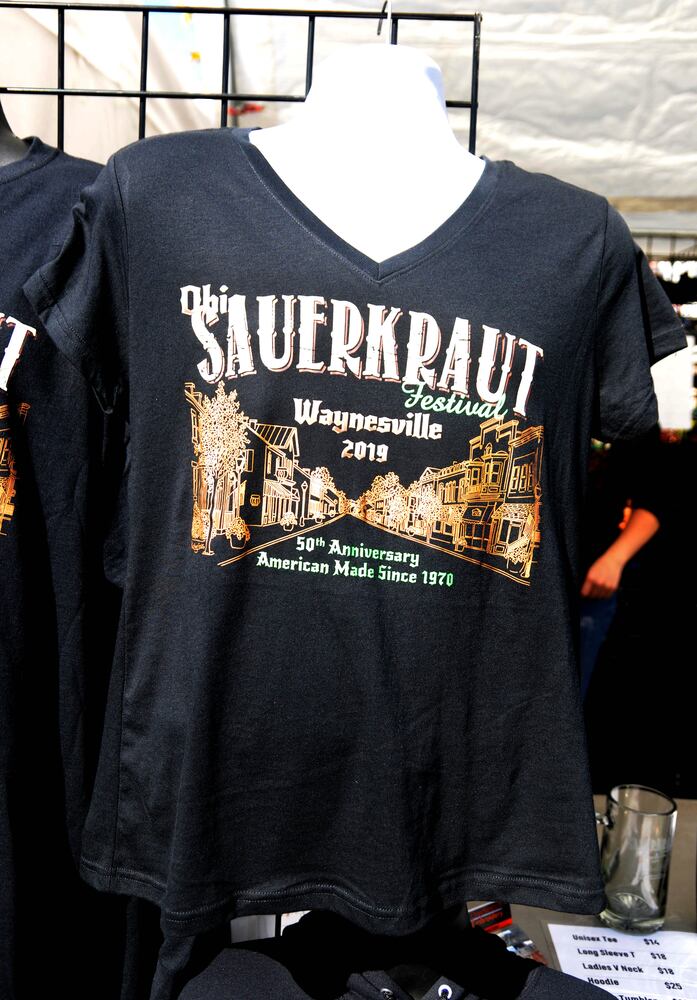 Ohio
SAUERKRAUT
Festival
Waynesville
2019
50th Anniversary
American Made Since 1970
T
Unisex Tee $14
Long Sleeve T $18
Ladies V Neck $18
Hoodie $25
Tumbler